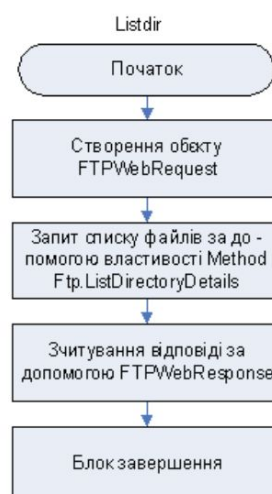 Listdir
Початок
Створення обєкту
FTPWebRequest
Запит списку файлів за до -
помогою властивості Method
Ftp.ListDirectoryDetails
Зчитування відповіді за
допомогою FTPWebResponse
Блок завершення